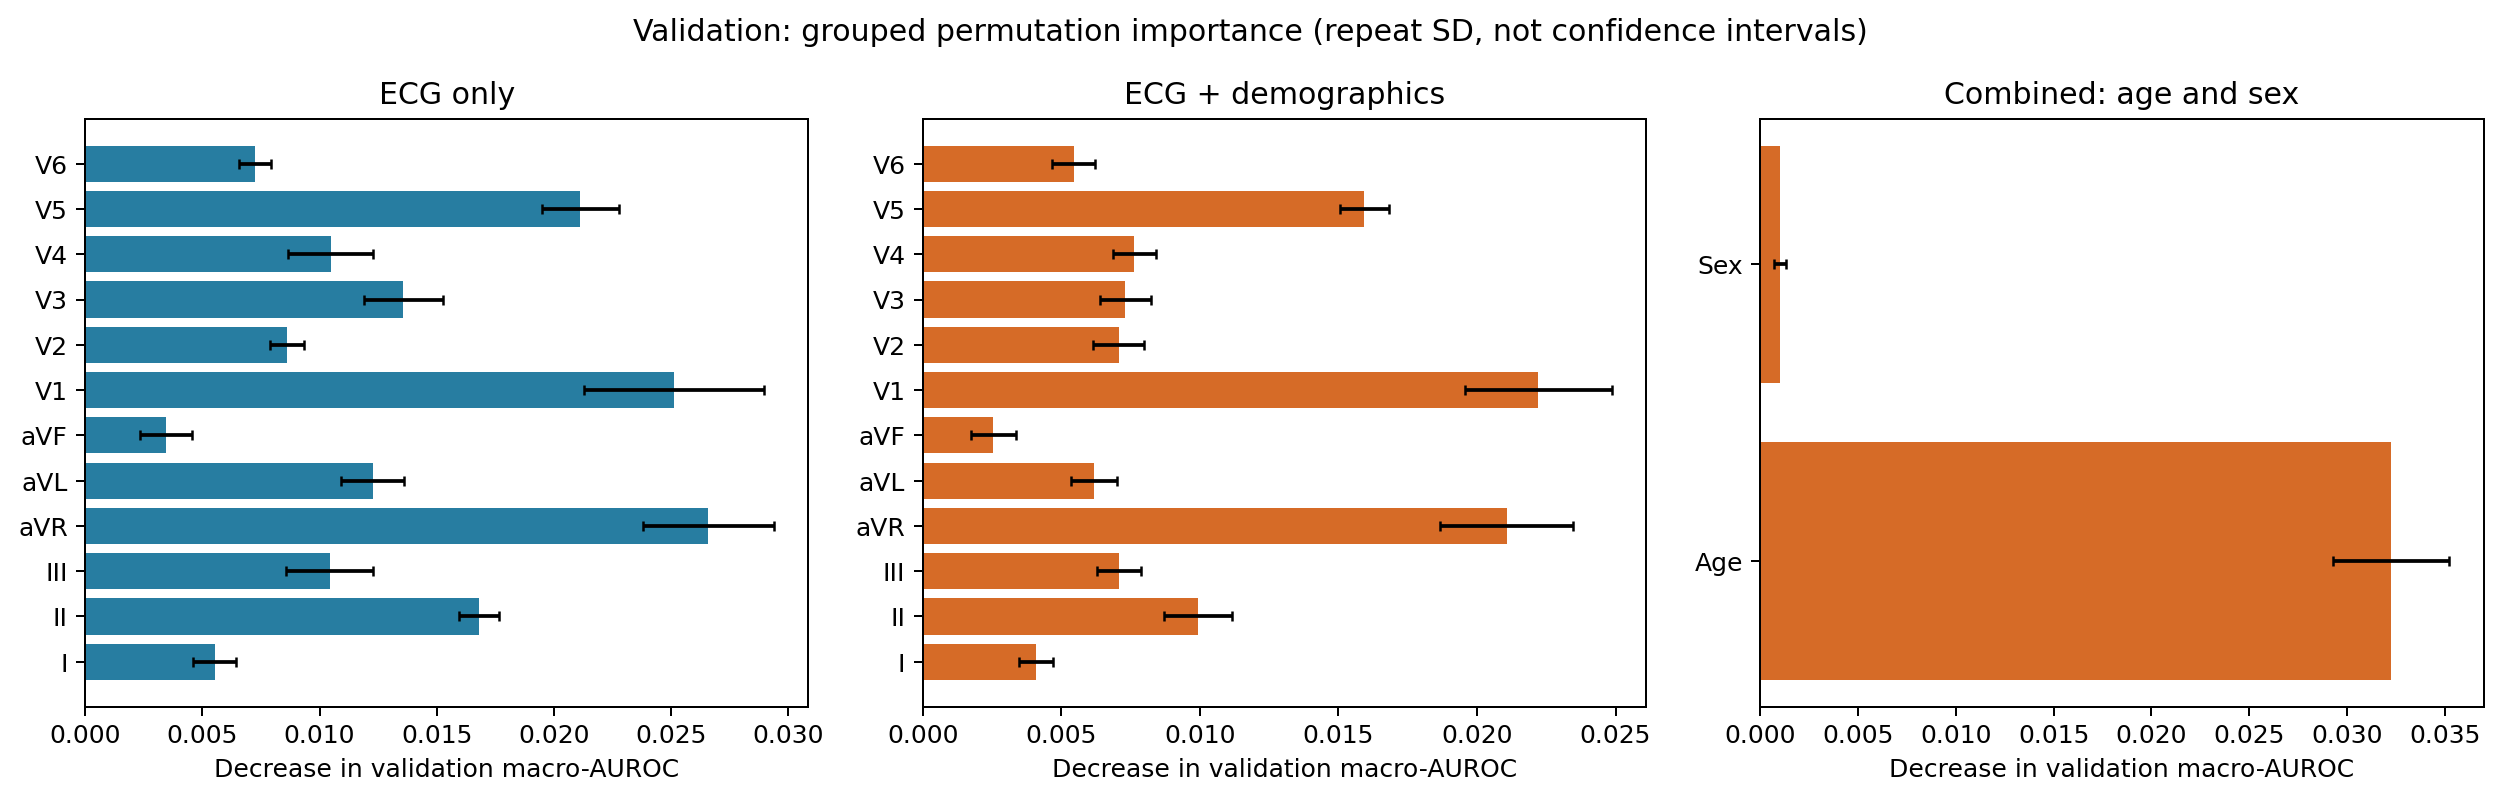 Validation: grouped permutation importance (repeat SD, not confidence intervals)
ECG only
V6
V5
V4
V3
V2
V1
aVF
aVL
aVR
III
II
I
0.000 0.005 0.010 0.015 0.020 0.025 0.030
Decrease in validation macro-AUROC
ECG + demographics
V6
V5
V4
V3
V2
V1
aVF
aVL
aVR
III
II
I
0.000 0.005 0.010 0.015 0.020 0.025
Decrease in validation macro-AUROC
Combined: age and sex
Sex
Age
0.000 0.005 0.010 0.015 0.020 0.025 0.030 0.035
Decrease in validation macro-AUROC